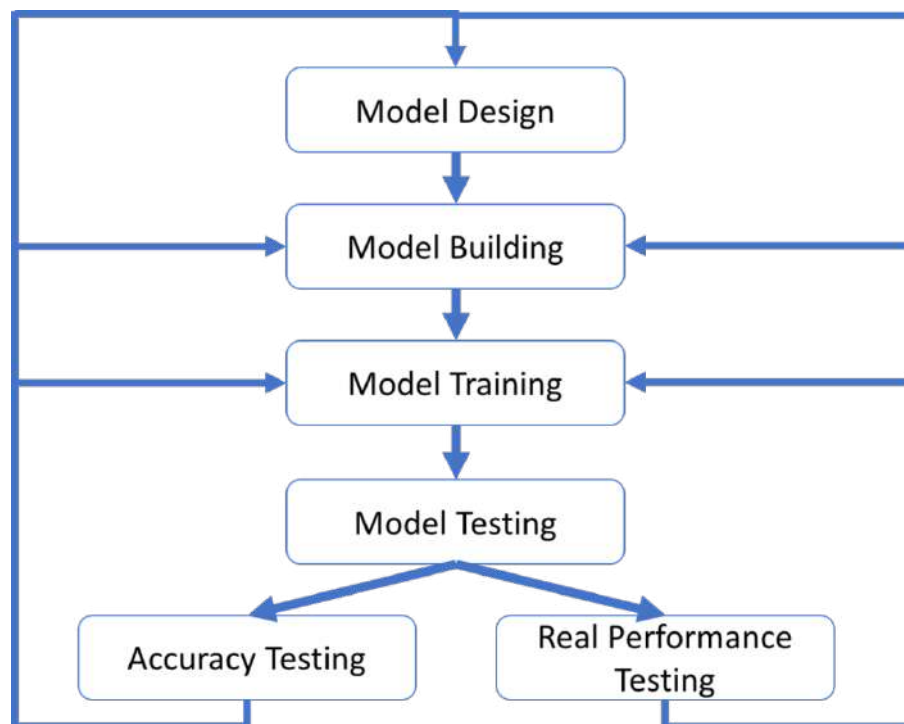 Model Design
Model Building
Model Training
Model Testing
Accuracy Testing
Real Performance
Testing